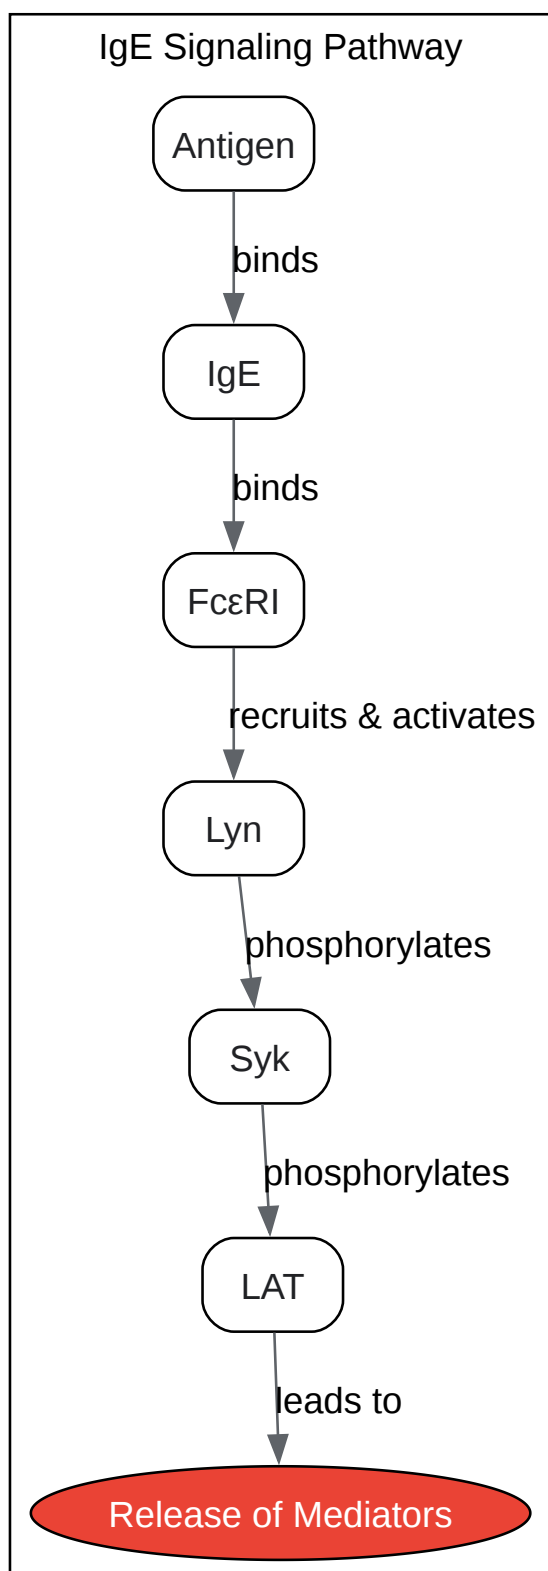 IgE Signaling Pathway
Antigen
binds
IgE
binds
FcεRI
recruits & activates
Lyn
phosphorylates
Syk
phosphorylates
LAT
leads to
Release of Mediators